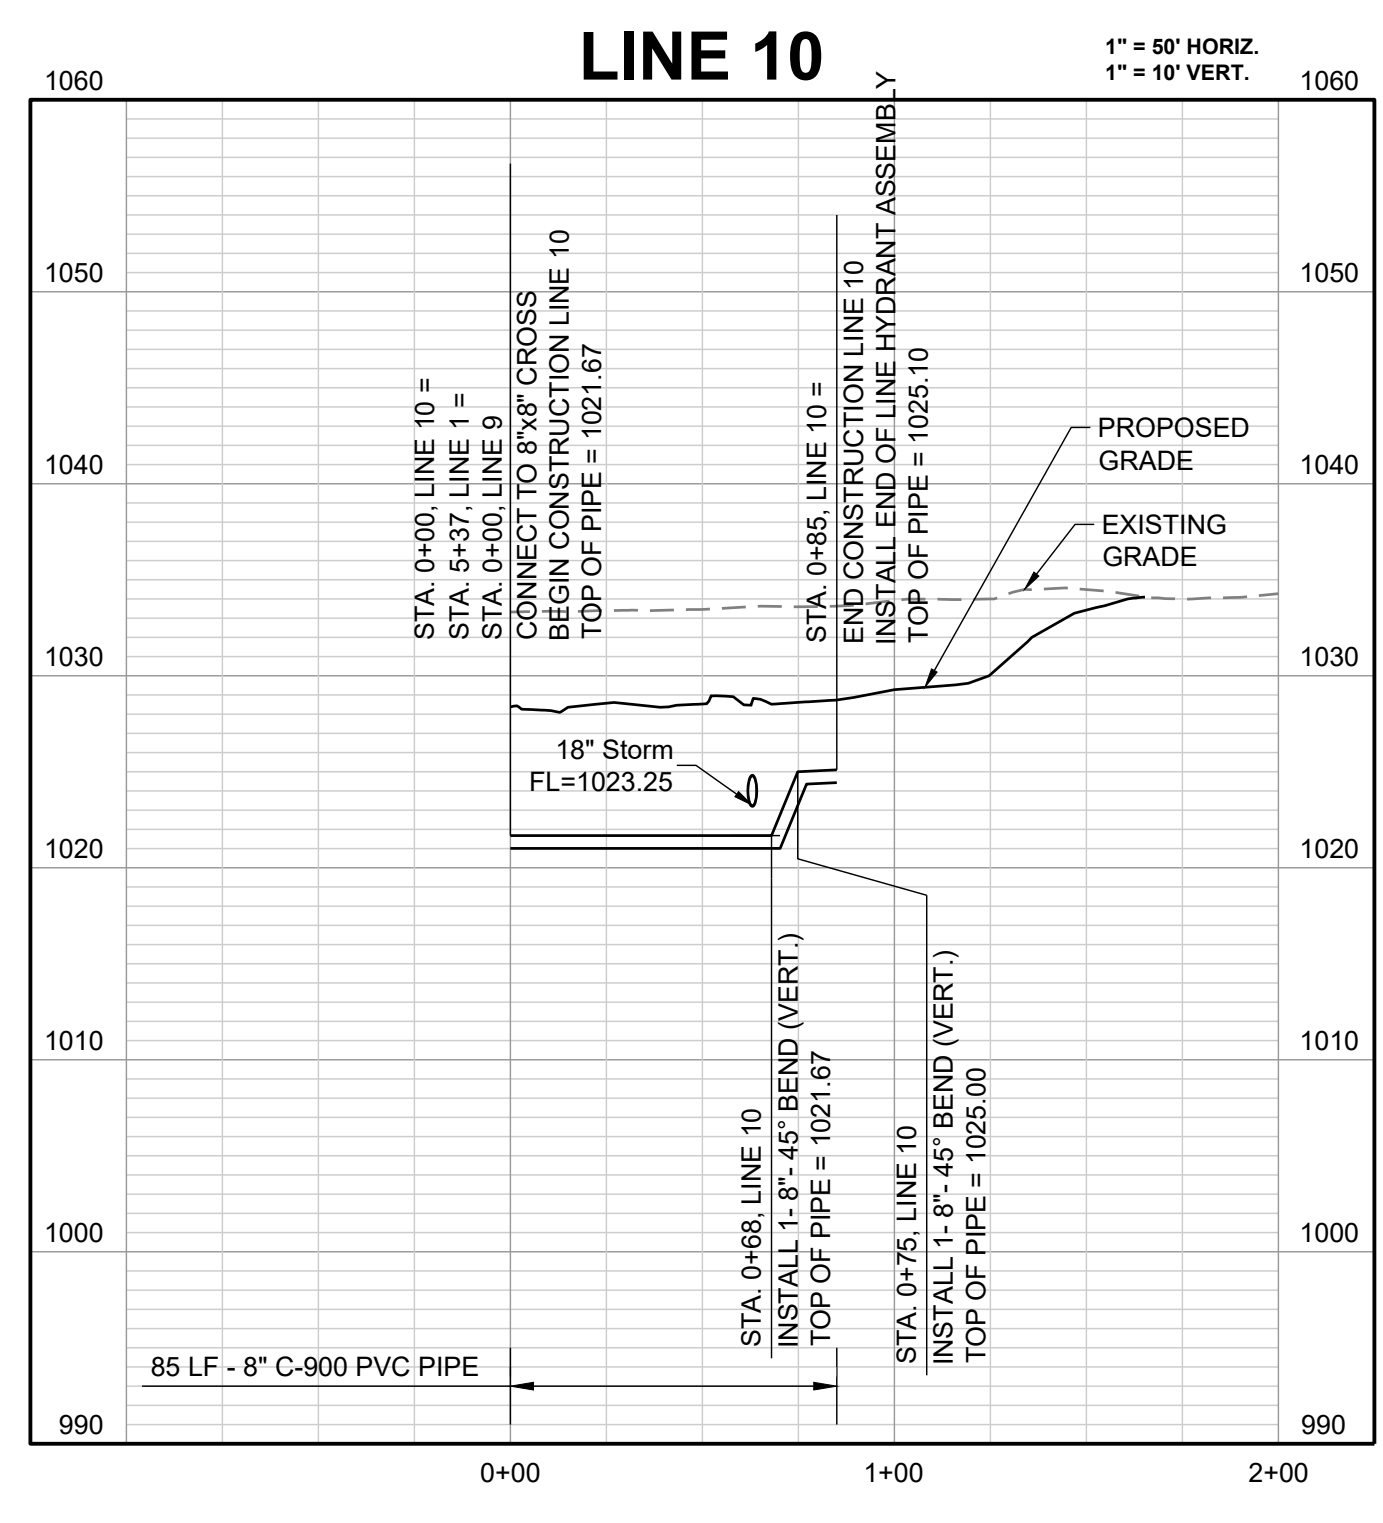 LINE 10
1" = 50' HORIZ.
1" = 10' VERT.
1060
1060
1050
1050
1040
1040
1030
1030
1020
1020
1010
1010
1000
1000
990
990
STA. 0+00, LINE 10 =
STA. 5+37, LINE 1 =
STA. 0+00, LINE 9
CONNECT TO 8"x8" CROSS
BEGIN CONSTRUCTION LINE 10
TOP OF PIPE = 1021.67
STA. 0+85, LINE 10 =
END CONSTRUCTION LINE 10
INSTALL END OF LINE HYDRANT ASSEMBLY
TOP OF PIPE = 1025.10
PROPOSED
GRADE
EXISTING
GRADE
18" Storm
FL=1023.25
STA. 0+68, LINE 10
INSTALL 1- 8"- 45° BEND (VERT.)
TOP OF PIPE = 1021.67
STA. 0+75, LINE 10
INSTALL 1- 8"- 45° BEND (VERT.)
TOP OF PIPE = 1025.00
85 LF - 8" C-900 PVC PIPE
0+00
1+00
2+00